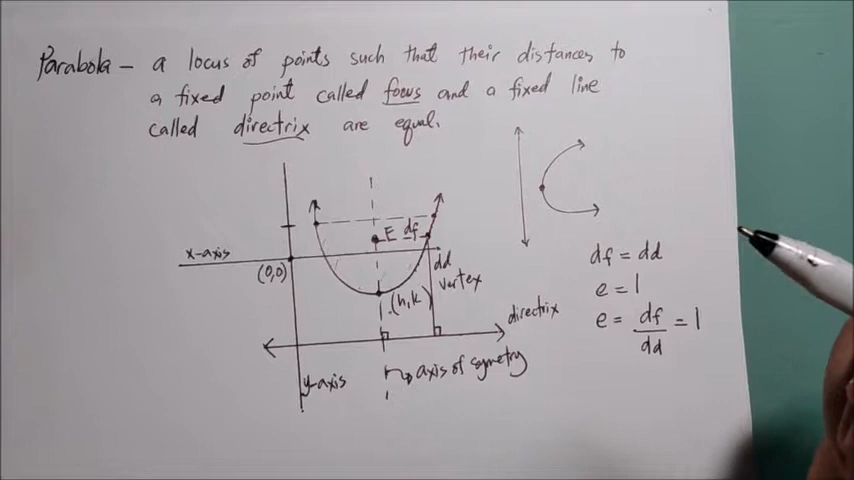 Parabola - a locus of points such that their distances to
a fixed point called focus and a fixed line
called directrix are equal.
F df
x-axis
(0,0)
dd
vertex
(h,k)
directrix
y-axis
axis of symetry
df = dd
e = 1
e = df/dd = 1